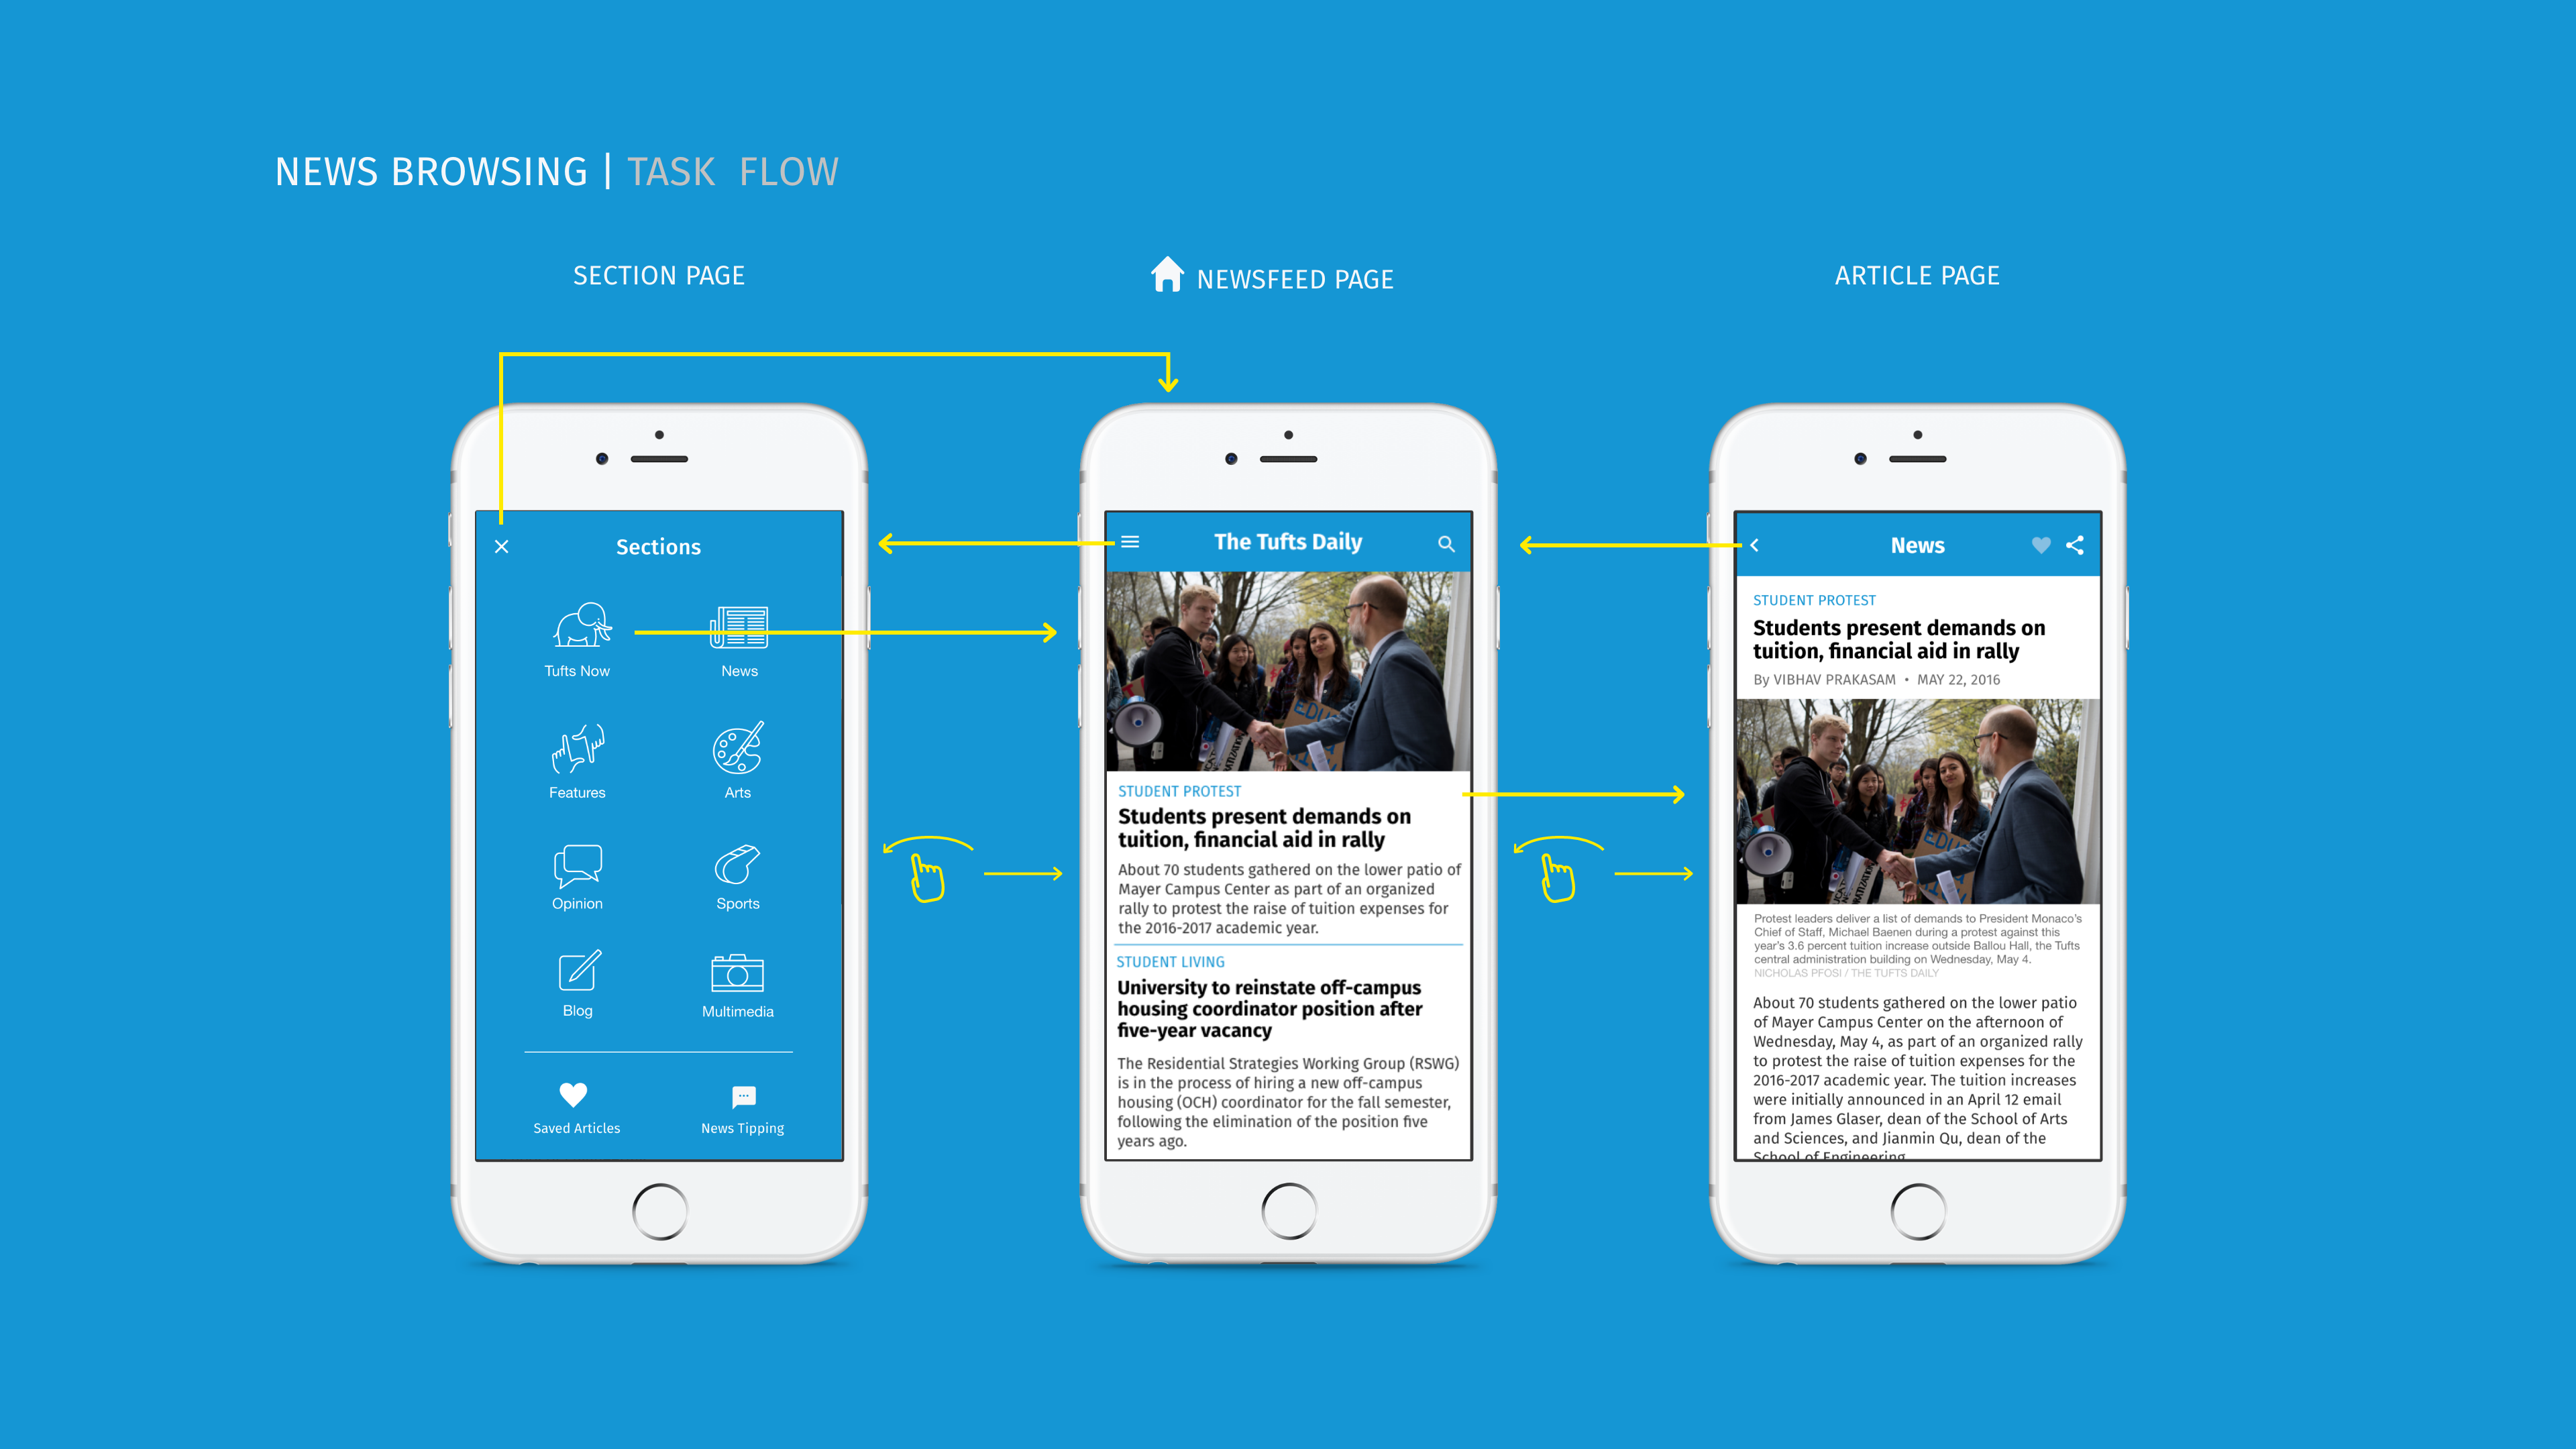 NEWS BROWSING | TASK FLOW
SECTION PAGE
NEWSFEED PAGE
ARTICLE PAGE
Sections
Tufts Now
News
Features
Arts
Opinion
Sports
Blog
Multimedia
Saved Articles
News Tipping
The Tufts Daily
EDU
STUDENT PROTEST
Students present demands on
tuition, financial aid in rally
About 70 students gathered on the lower patio of
Mayer Campus Center as part of an organized
rally to protest the raise of tuition expenses for
the 2016-2017 academic year.
STUDENT LIVING
University to reinstate off-campus
housing coordinator position after
five-year vacancy
The Residential Strategies Working Group (RSWG)
is in the process of hiring a new off-campus
housing (OCH) coordinator for the fall semester,
following the elimination of the position five
years ago.
News
STUDENT PROTEST
Students present demands on
tuition, financial aid in rally
By VIBHAV PRAKASAM • MAY 22, 2016
EDU
Protest leaders deliver a list of demands to President Monaco's
Chief of Staff, Michael Baenen during a protest against this
year's 3.6 percent tuition increase outside Ballou Hall, the Tufts
central administration building on Wednesday, May 4.
NICHOLAS PFOSI / THE TUFTS DAILY
About 70 students gathered on the lower patio
of Mayer Campus Center on the afternoon of
Wednesday, May 4, as part of an organized rally
to protest the raise of tuition expenses for the
2016-2017 academic year. The tuition increases
were initially announced in an April 12 email
from James Glaser, dean of the School of Arts
and Sciences, and Jianmin Qu, dean of the
School of Engineering